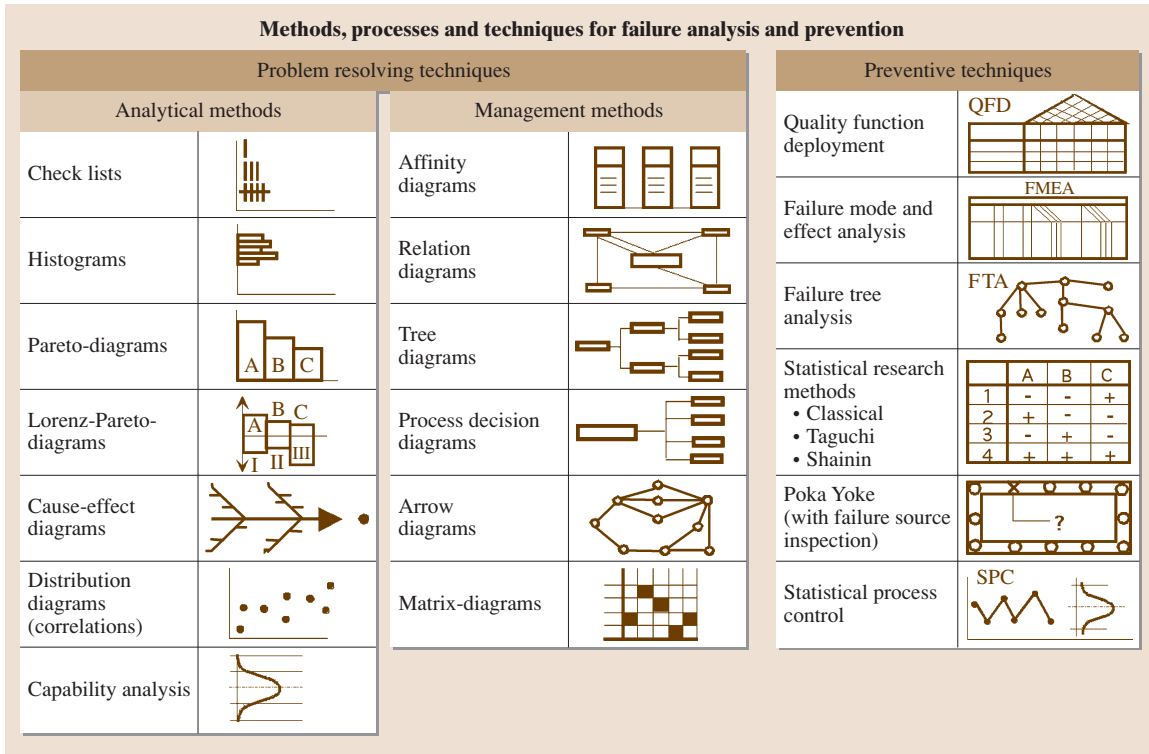 Methods, processes and techniques for failure analysis and prevention
Problem resolving techniques
Analytical methods
Check lists
Histograms
Pareto-diagrams
A B C
Lorenz-Pareto-
diagrams
A B C
I II III
Cause-effect
diagrams
Distribution
diagrams
(correlations)
Capability analysis
Management methods
Affinity
diagrams
Relation
diagrams
Tree
diagrams
Process decision
diagrams
Arrow
diagrams
Matrix-diagrams
Preventive techniques
Quality function
deployment
QFD
Failure mode and
effect analysis
FMEA
Failure tree
analysis
FTA
Statistical research
methods
• Classical
• Taguchi
• Shainin
A B C
1 - - +
2 + - -
3 - + -
4 + + +
Poka Yoke
(with failure source
inspection)
?
Statistical process
control
SPC